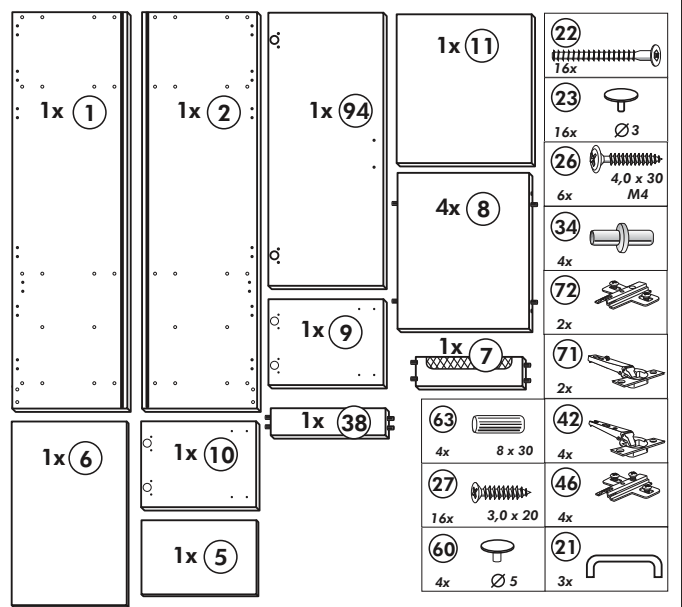 1x 1
1x 2
1x 94
1x 11
4x 8
1x 9
1x 7
1x 38
1x 6
1x 10
1x 5
22
16x
23
16x Ø 3
26
4,0 x 30
6x M4
34
4x
72
2x
71
2x
63
4x 8 x 30
42
4x
27
16x 3,0 x 20
46
4x
60
4x Ø 5
21
3x